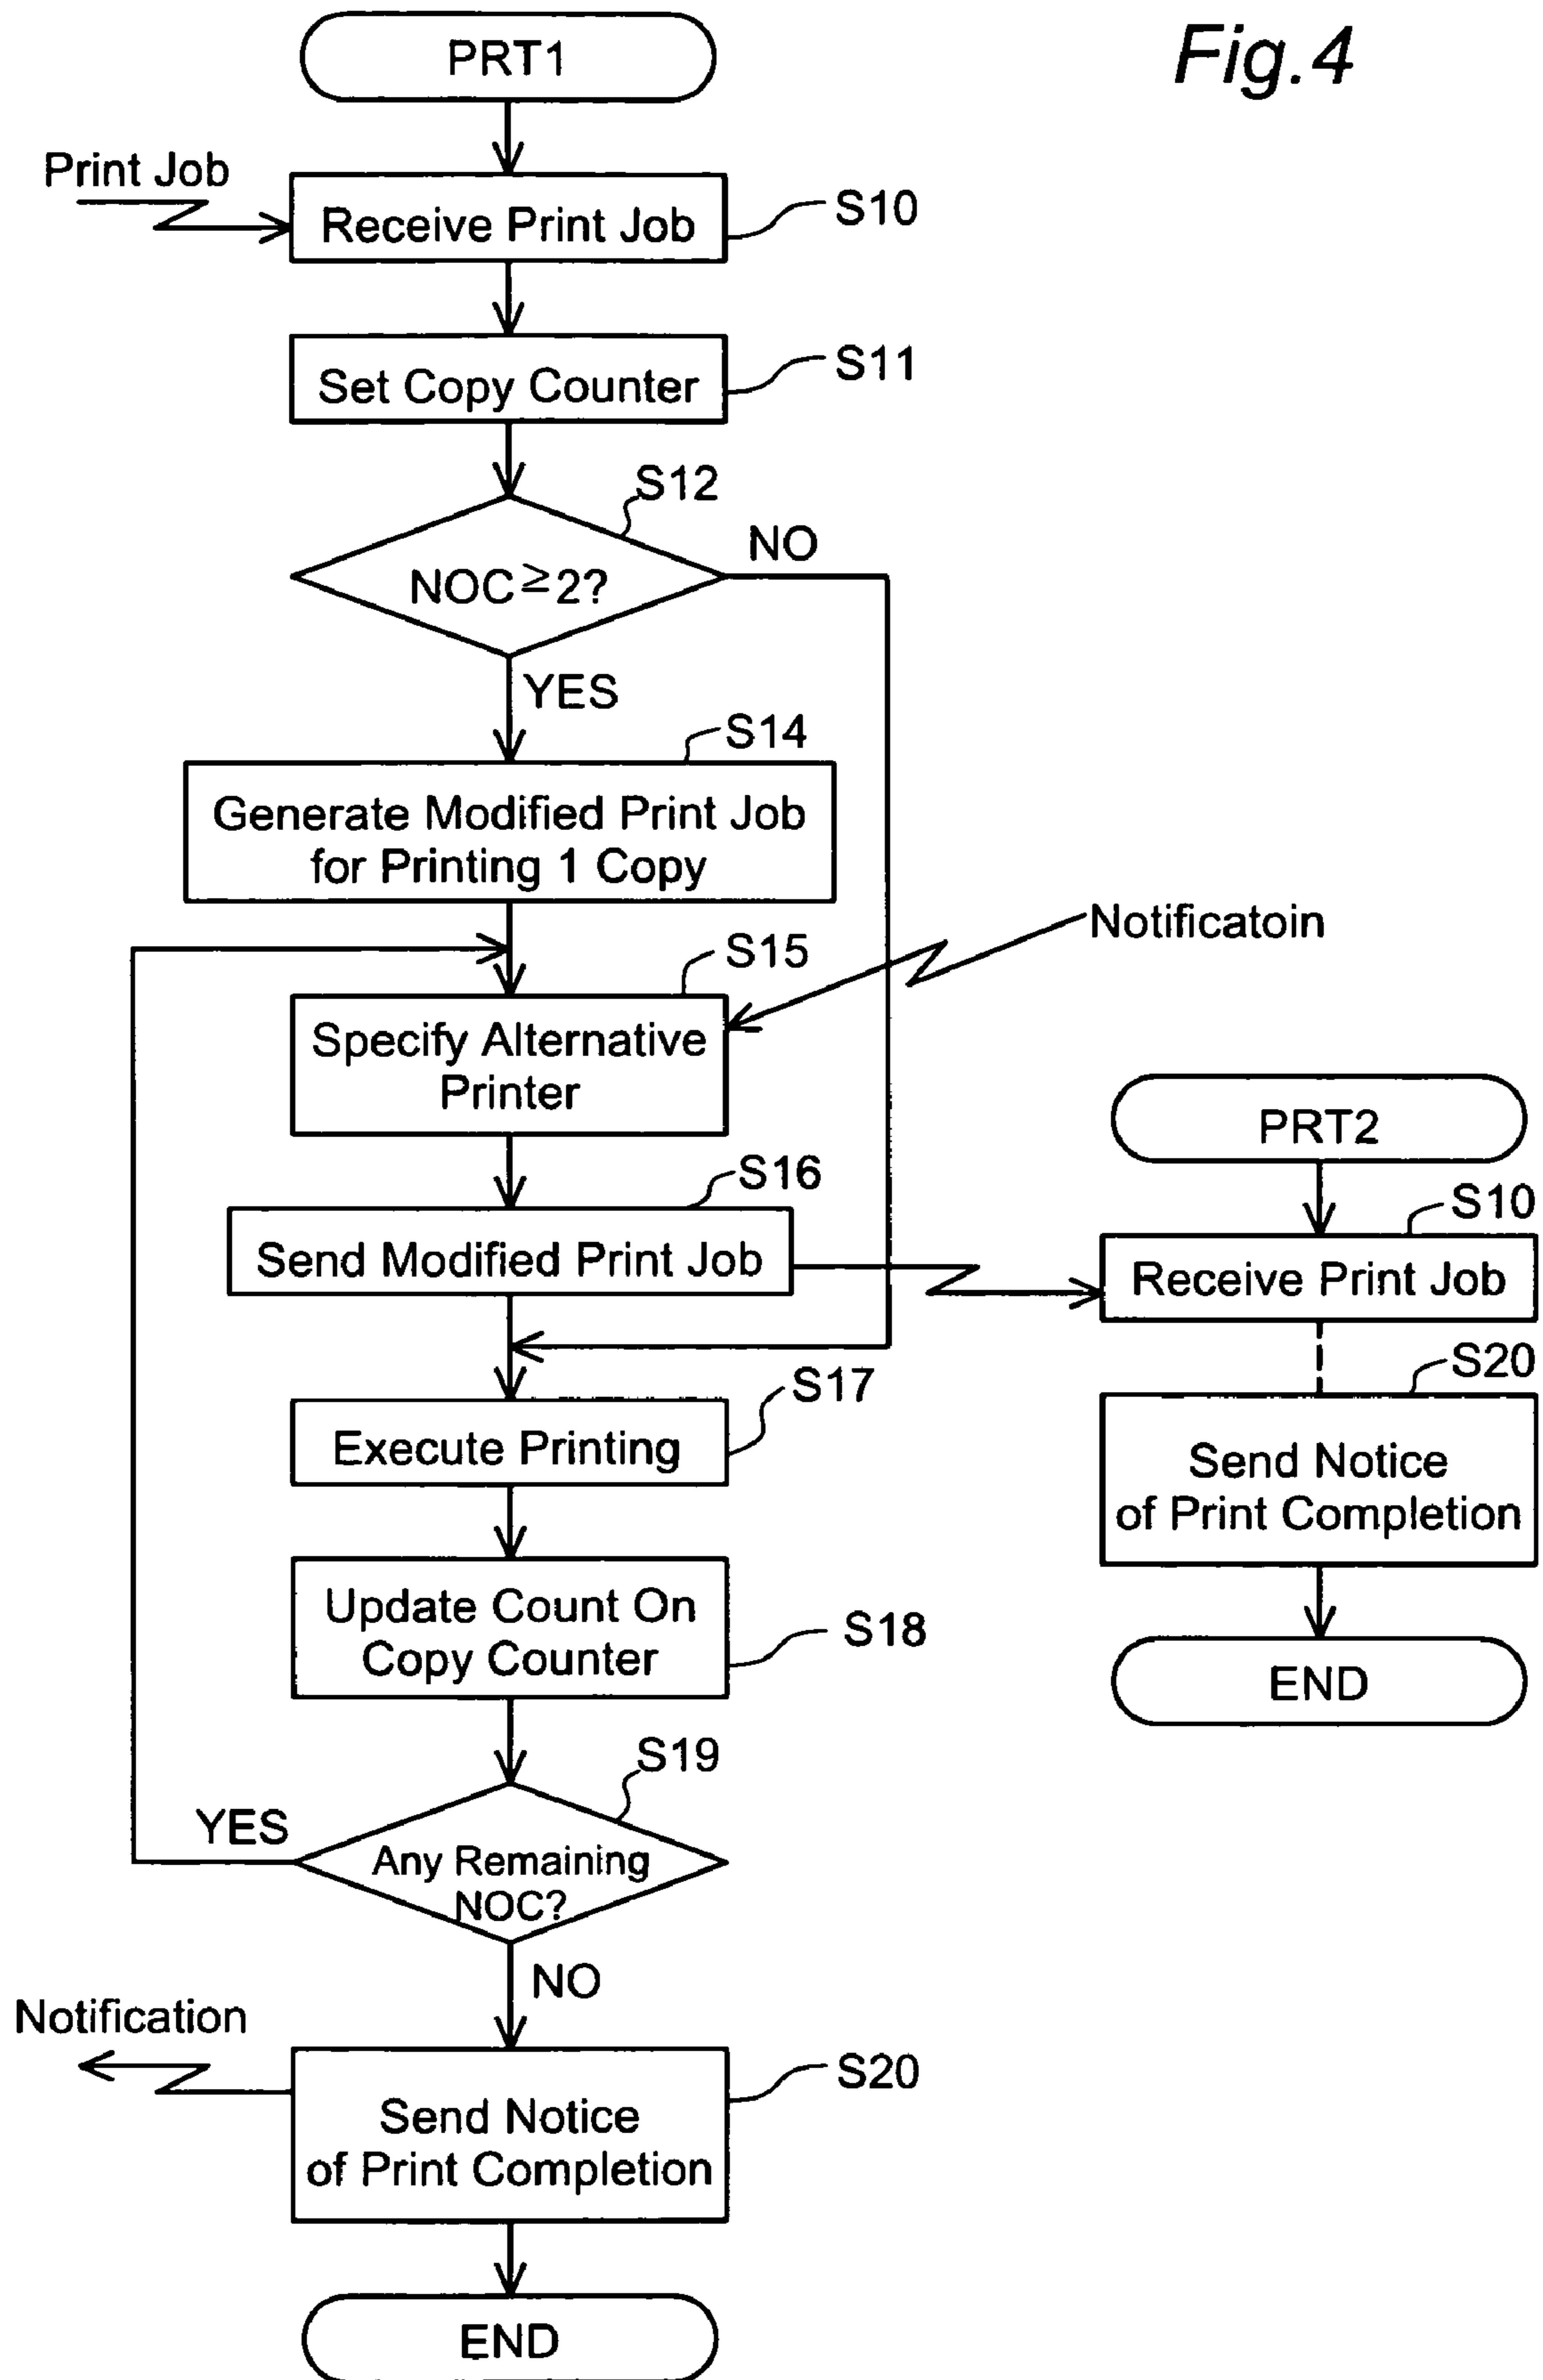 Fig.4
PRT1
Print Job
Receive Print Job
S10
Set Copy Counter
S11
S12
NOC≧2?
NO
YES
S14
Generate Modified Print Job
for Printing 1 Copy
Notificatoin
S15
Specify Alternative
Printer
S16
Send Modified Print Job
PRT2
S10
Receive Print Job
S20
Send Notice
of Print Completion
END
S17
Execute Printing
Update Count On
Copy Counter
S18
S19
YES
Any Remaining
NOC?
NO
Notification
S20
Send Notice
of Print Completion
END